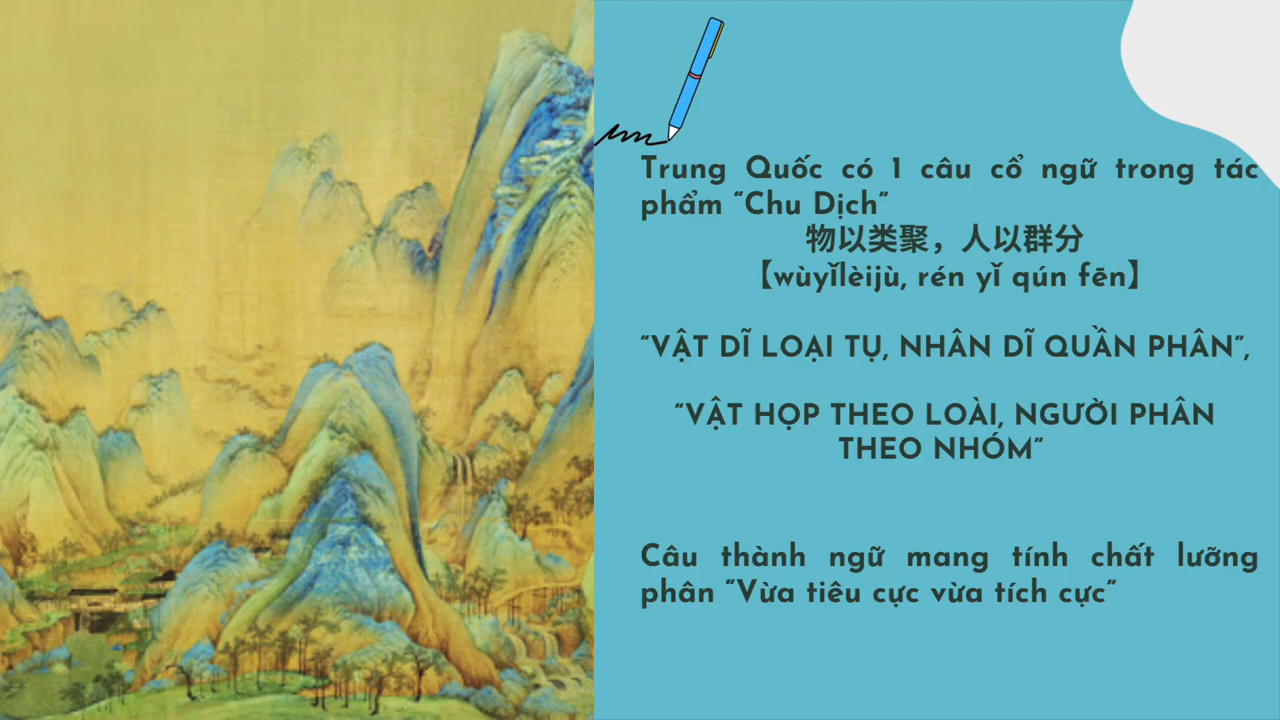 Trung Quốc có 1 câu cổ ngữ trong tác
phẩm “Chu Dịch”
物以类聚，人以群分
【wùyǐlèijù, rén yǐ qún fēn】
“VẬT DĨ LOẠI TỤ, NHÂN DĨ QUẦN PHÂN”,
“VẬT HỌP THEO LOÀI, NGƯỜI PHÂN
THEO NHÓM”
Câu thành ngữ mang tính chất lưỡng
phân “Vừa tiêu cực vừa tích cực”